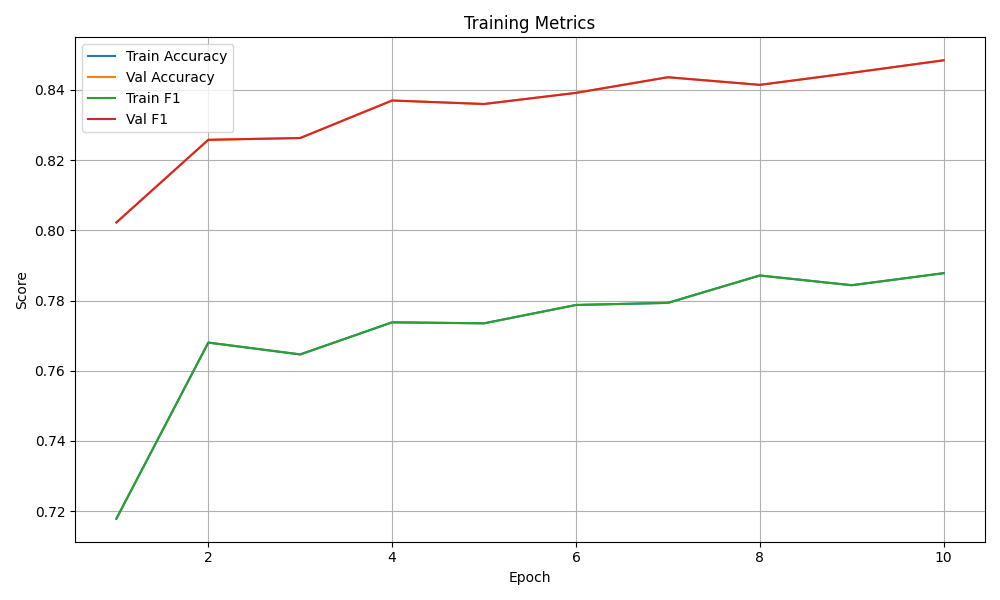 Training Metrics
Train Accuracy
Val Accuracy
Train F1
Val F1
0.84
0.82
0.80
0.78
0.76
0.74
0.72
Score
2 4 6 8 10
Epoch